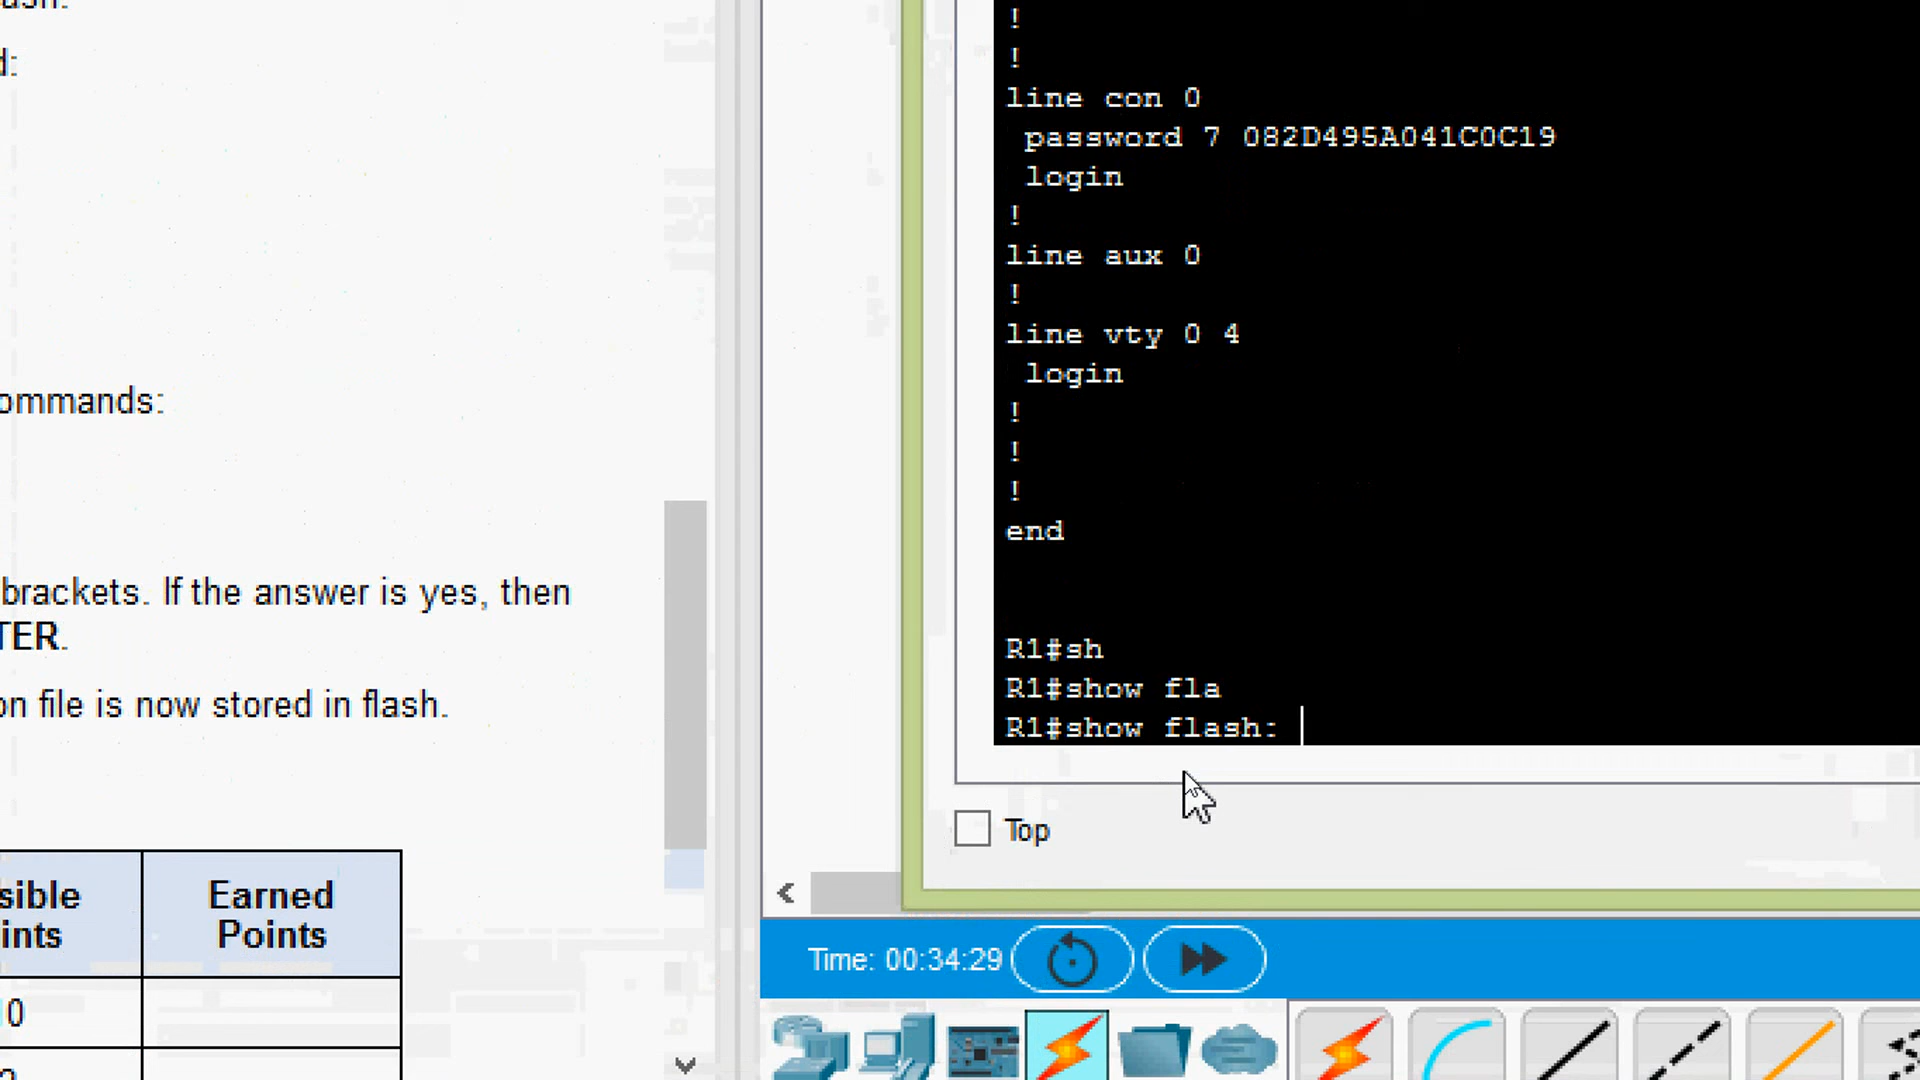 d:
ommands:
brackets. If the answer is yes, then
TER.
on file is now stored in flash.
sible
ints
Earned
Points
0
!
!
line con 0
password 7 082D495A041C0C19
login
!
line aux 0
!
line vty 0 4
login
!
!
!
end
R1#sh
R1#show fla
R1#show flash:
Top
Time: 00:34:29